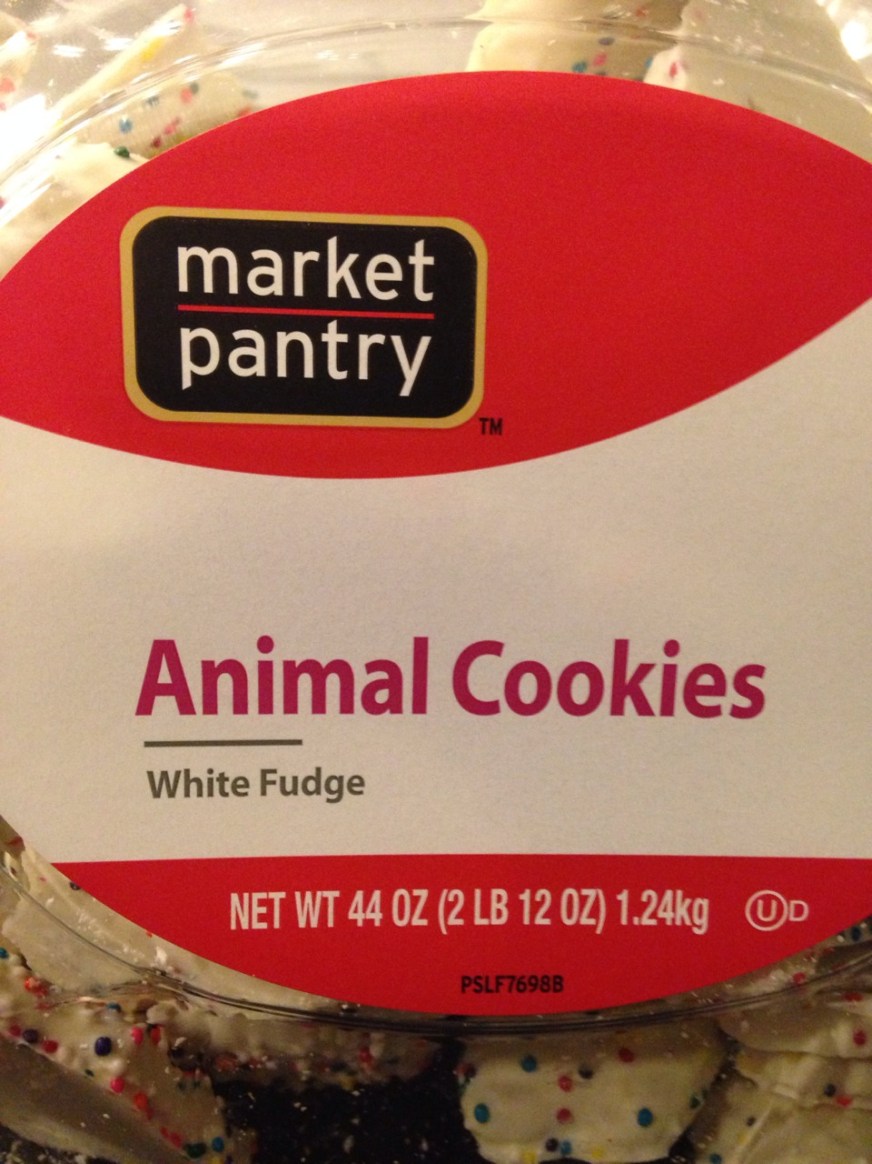 market
pantry
TM
Animal Cookies
White Fudge
NET WT 44 OZ (2 LB 12 OZ) 1.24kg Ⓤ D
PSLF7698B